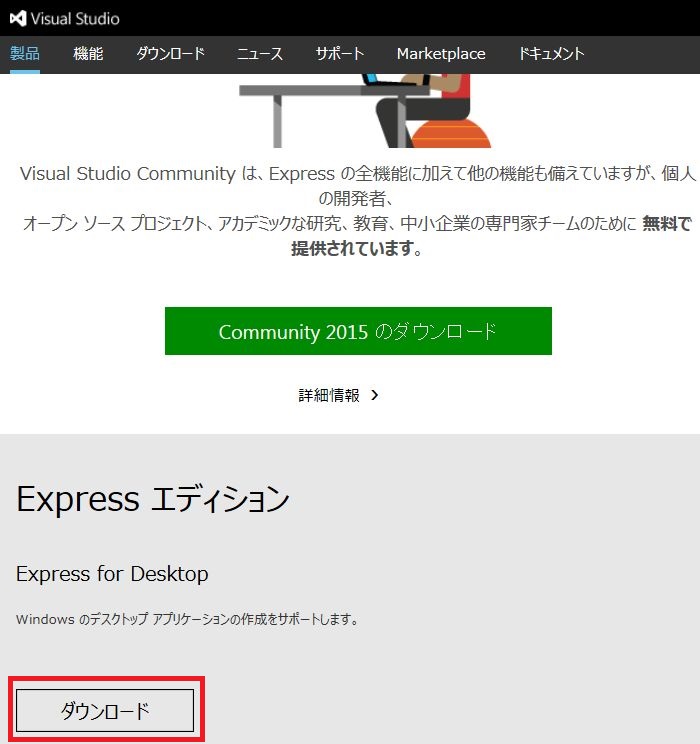 Visual Studio
製品 機能 ダウンロード ニュース サポート Marketplace ドキュメント
Visual Studio Community は、Express の全機能に加えて他の機能も備えていますが、個人
の開発者、
オープン ソース プロジェクト、アカデミックな研究、教育、中小企業の専門家チームのために 無料で
提供されています。
Community 2015 のダウンロード
詳細情報 >
Express エディション
Express for Desktop
Windows のデスクトップ アプリケーションの作成をサポートします。
ダウンロード